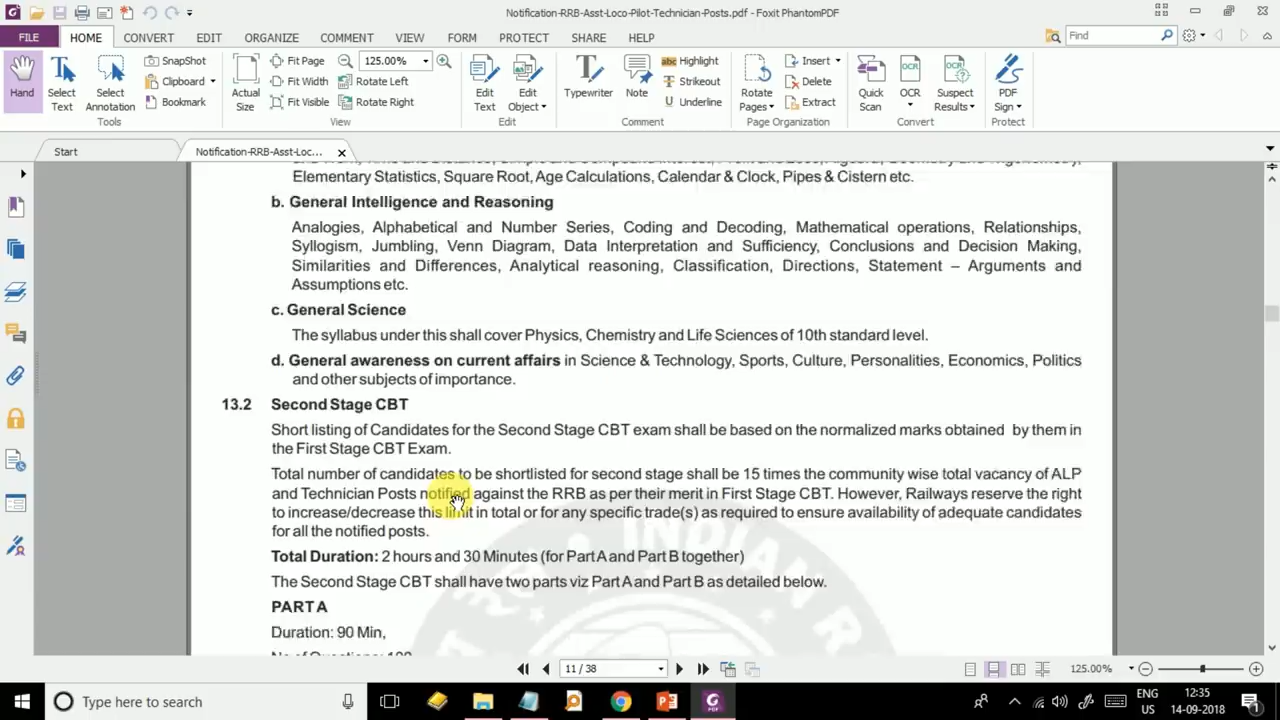 Notification-RRB-Asst-Loco-Pilot-Technician-Posts.pdf - Foxit PhantomPDF
FILE HOME CONVERT EDIT ORGANIZE COMMENT VIEW FORM PROTECT SHARE HELP Find
Hand
Select Text
Select Annotation
SnapShot
Clipboard
Bookmark
Tools
Actual Size
Fit Page
Fit Width
Fit Visible
125.00%
Rotate Left
Rotate Right
View
Edit Text
Edit Object
Edit
Typewriter
Note
abc Highlight
Strikeout
U Underline
Comment
Rotate Pages
Insert
Delete
Extract
Page Organization
Quick Scan
OCR
OCR
OCR
Suspect Results
Convert
PDF Sign
Protect
Start Notification-RRB-Asst-Loc...
Elementary Statistics, Square Root, Age Calculations, Calendar & Clock, Pipes & Cistern etc.
b. General Intelligence and Reasoning
Analogies, Alphabetical and Number Series, Coding and Decoding, Mathematical operations, Relationships,
Syllogism, Jumbling, Venn Diagram, Data Interpretation and Sufficiency, Conclusions and Decision Making,
Similarities and Differences, Analytical reasoning, Classification, Directions, Statement – Arguments and
Assumptions etc.
c. General Science
The syllabus under this shall cover Physics, Chemistry and Life Sciences of 10th standard level.
d. General awareness on current affairs in Science & Technology, Sports, Culture, Personalities, Economics, Politics
and other subjects of importance.
13.2 Second Stage CBT
Short listing of Candidates for the Second Stage CBT exam shall be based on the normalized marks obtained by them in
the First Stage CBT Exam.
Total number of candidates to be shortlisted for second stage shall be 15 times the community wise total vacancy of ALP
and Technician Posts notified against the RRB as per their merit in First Stage CBT. However, Railways reserve the right
to increase/decrease this limit in total or for any specific trade(s) as required to ensure availability of adequate candidates
for all the notified posts.
Total Duration: 2 hours and 30 Minutes (for Part A and Part B together)
The Second Stage CBT shall have two parts viz Part A and Part B as detailed below.
PART A
Duration: 90 Min,
INDIAN R
11 / 38
125.00%
Type here to search
ENG
US
12:35
14-09-2018